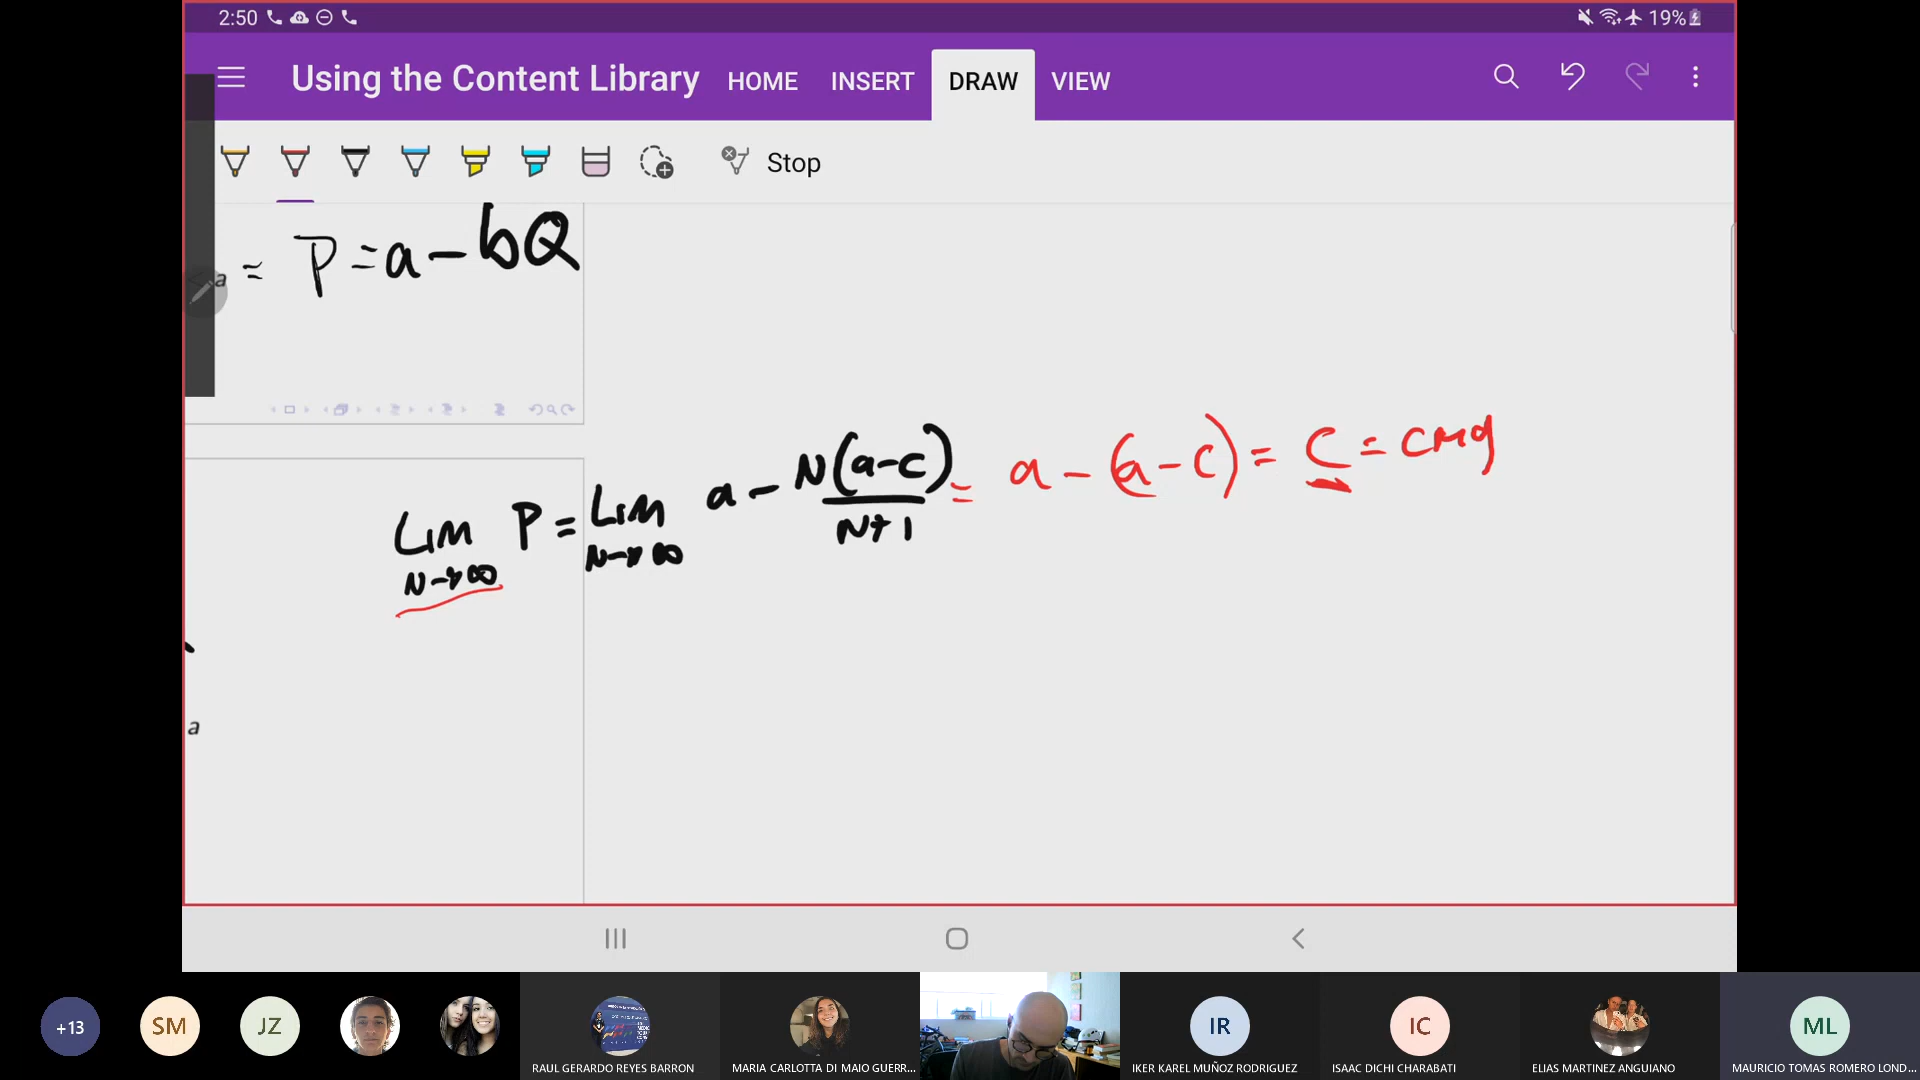 2:50 19%
Using the Content Library HOME INSERT DRAW VIEW
Stop
a = P = a - bQ
Lim N→∞ P = Lim N→∞ a - N(a-c) / N+1 = a - (a - c) = c = cmg
a
+13 SM JZ IR IC ML
RAUL GERARDO REYES BARRON MARIA CARLOTTA DI MAIO GUERR... IKER KAREL MUÑOZ RODRIGUEZ ISAAC DICHI CHARABATI ELIAS MARTINEZ ANGUIANO MAURICIO TOMAS ROMERO LOND...